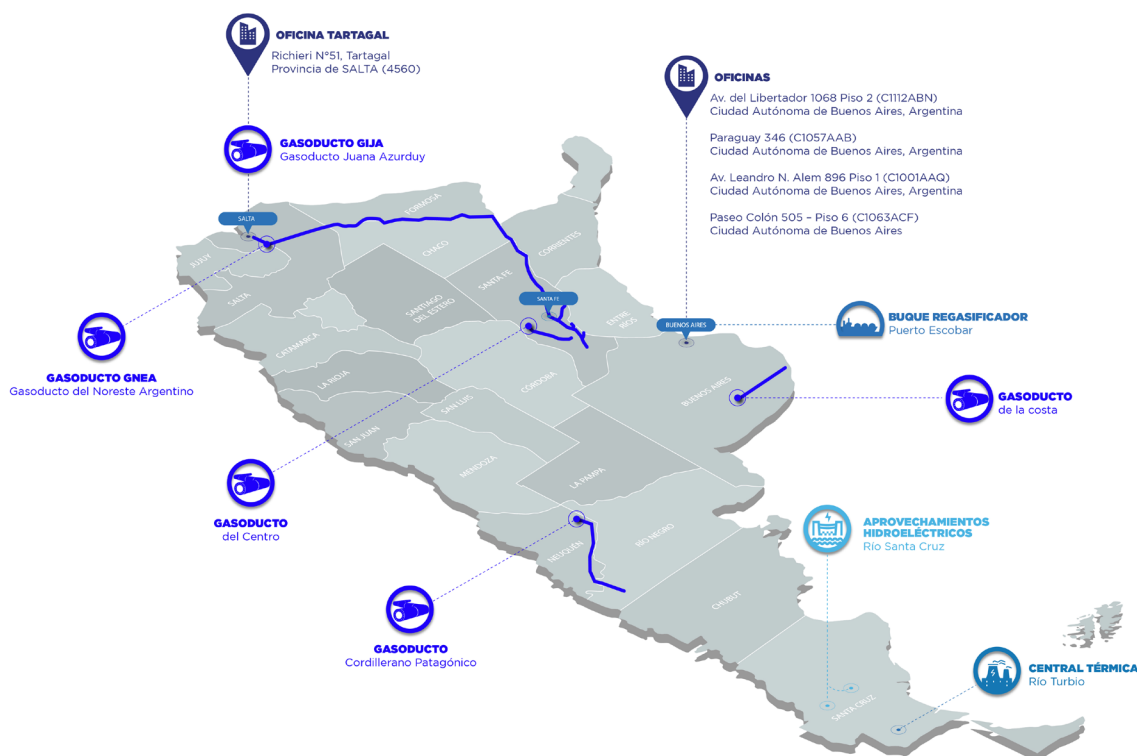 OFICINA TARTAGAL
Richieri N°51, Tartagal
Provincia de SALTA (4560)
OFICINAS
Av. del Libertador 1068 Piso 2 (C1112ABN)
Ciudad Autónoma de Buenos Aires, Argentina
Paraguay 346 (C1057AAB)
Ciudad Autónoma de Buenos Aires, Argentina
Av. Leandro N. Alem 896 Piso 1 (C1001AAQ)
Ciudad Autónoma de Buenos Aires, Argentina
Paseo Colón 505 – Piso 6 (C1063ACF)
Ciudad Autónoma de Buenos Aires
GASODUCTO GIJA
Gasoducto Juana Azurduy
SALTA
FORMOSA
JUJUY
CHACO
CORRIENTES
SALTA
SANTIAGO
DEL ESTERO
SANTA FE
SANTA FE
ENTRE
RÍOS
BUENOS AIRES
BUQUE REGASIFICADOR
Puerto Escobar
CATAMARCA
GASODUCTO GNEA
Gasoducto del Noreste Argentino
LA RIOJA
CÓRDOBA
BUENOS AIRES
GASODUCTO
de la costa
SAN LUIS
SAN JUAN
MENDOZA
LA PAMPA
GASODUCTO
del Centro
NEUQUÉN
RÍO NEGRO
APROVECHAMIENTOS
HIDROELÉCTRICOS
Río Santa Cruz
CHUBUT
GASODUCTO
Cordillerano Patagónico
CENTRAL TÉRMICA
Río Turbio
SANTA CRUZ